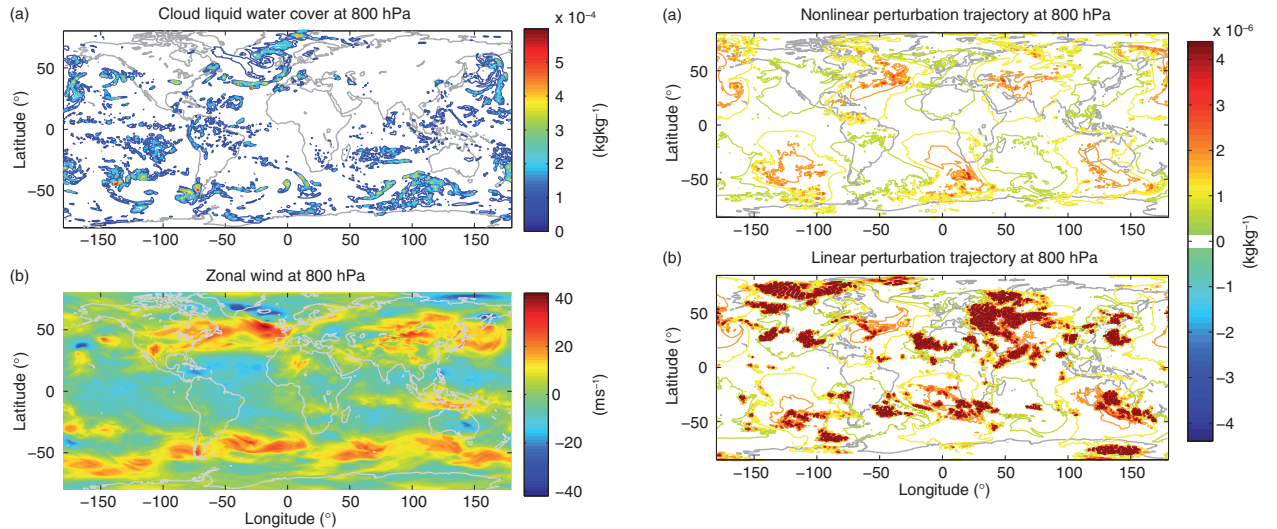 (a) Cloud liquid water cover at 800 hPa
x 10⁻⁴
50
0
−50
Latitude (°)
−150 −100 −50 0 50 100 150
6
5
4
3
2
1
0
(kgkg⁻¹)
(b) Zonal wind at 800 hPa
50
0
−50
Latitude (°)
−150 −100 −50 0 50 100 150
Longitude (°)
40
20
0
−20
−40
(ms⁻¹)
(a) Nonlinear perturbation trajectory at 800 hPa
50
0
−50
Latitude (°)
−150 −100 −50 0 50 100 150
(b) Linear perturbation trajectory at 800 hPa
50
0
−50
Latitude (°)
−150 −100 −50 0 50 100 150
Longitude (°)
x 10⁻⁶
4
3
2
1
0
−1
−2
−3
−4
(kgkg⁻¹)